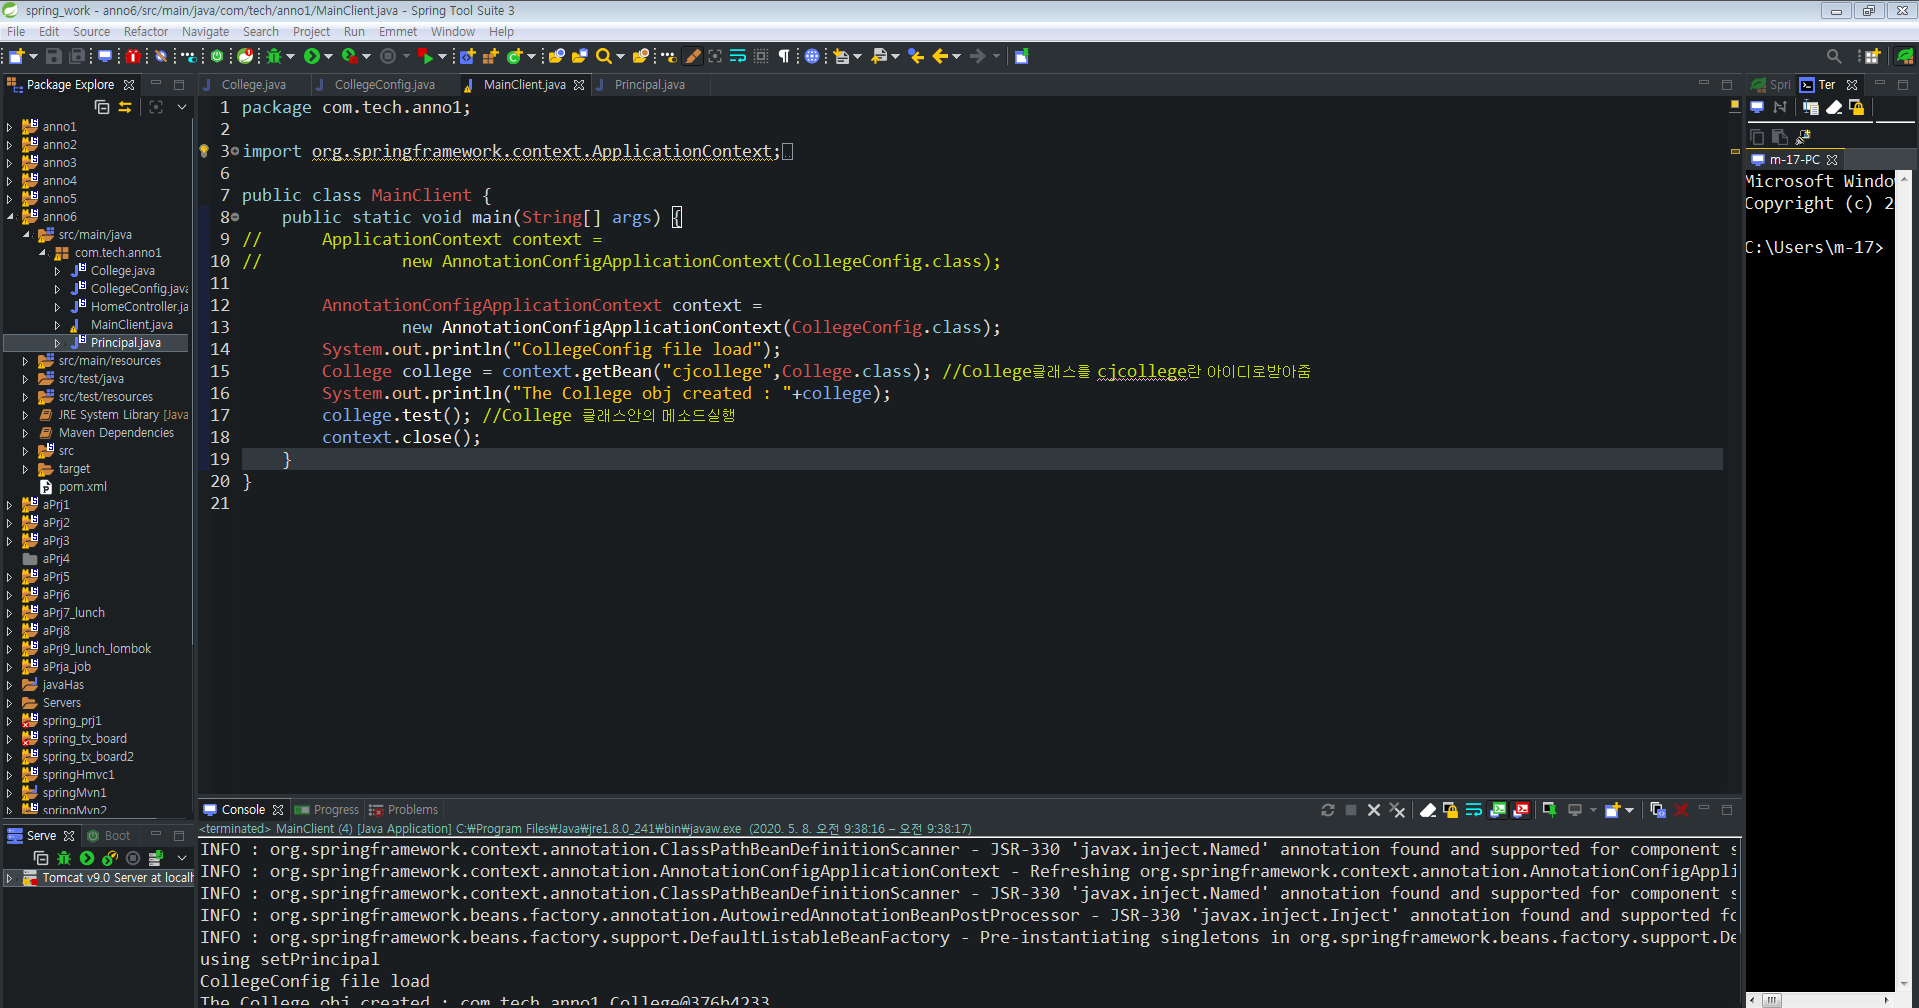 spring_work - anno6/src/main/java/com/tech/anno1/MainClient.java - Spring Tool Suite 3
File Edit Source Refactor Navigate Search Project Run Emmet Window Help
Package Explorer
anno1
anno2
anno3
anno4
anno5
anno6
src/main/java
com.tech.anno1
College.java
CollegeConfig.java
HomeController.ja
MainClient.java
Principal.java
src/main/resources
src/test/java
src/test/resources
JRE System Library [Java
Maven Dependencies
src
target
pom.xml
aPrj1
aPrj2
aPrj3
aPrj4
aPrj5
aPrj6
aPrj7_lunch
aPrj8
aPrj9_lunch_lombok
aPrja_job
javaHas
Servers
spring_prj1
spring_tx_board
spring_tx_board2
springHmvc1
springMvn1
springMvn2
Serve Boot
Tomcat v9.0 Server at localh
College.java CollegeConfig.java MainClient.java Principal.java
1 package com.tech.anno1;
2
3 import org.springframework.context.ApplicationContext;
6
7 public class MainClient {
8 public static void main(String[] args) {
9 // ApplicationContext context =
10 // new AnnotationConfigApplicationContext(CollegeConfig.class);
11
12 AnnotationConfigApplicationContext context =
13 new AnnotationConfigApplicationContext(CollegeConfig.class);
14 System.out.println("CollegeConfig file load");
15 College college = context.getBean("cjcollege",College.class); //College클래스를 cjcollege란 아이디로받아줌
16 System.out.println("The College obj created : "+college);
17 college.test(); //College 클래스안의 메소드실행
18 context.close();
19 }
20 }
21
Console Progress Problems
<terminated> MainClient (4) [Java Application] C:₩Program Files₩Java₩jre1.8.0_241₩bin₩javaw.exe (2020. 5. 8. 오전 9:38:16 – 오전 9:38:17)
INFO : org.springframework.context.annotation.ClassPathBeanDefinitionScanner - JSR-330 'javax.inject.Named' annotation found and supported for component s
INFO : org.springframework.context.annotation.AnnotationConfigApplicationContext - Refreshing org.springframework.context.annotation.AnnotationConfigAppli
INFO : org.springframework.context.annotation.ClassPathBeanDefinitionScanner - JSR-330 'javax.inject.Named' annotation found and supported for component s
INFO : org.springframework.beans.factory.annotation.AutowiredAnnotationBeanPostProcessor - JSR-330 'javax.inject.Inject' annotation found and supported fo
INFO : org.springframework.beans.factory.support.DefaultListableBeanFactory - Pre-instantiating singletons in org.springframework.beans.factory.support.De
using setPrincipal
CollegeConfig file load
The College obj created : com.tech.anno1.College@376b4233
Spri Ter
m-17-PC
Microsoft Windo
Copyright (c) 2
C:\Users\m-17>